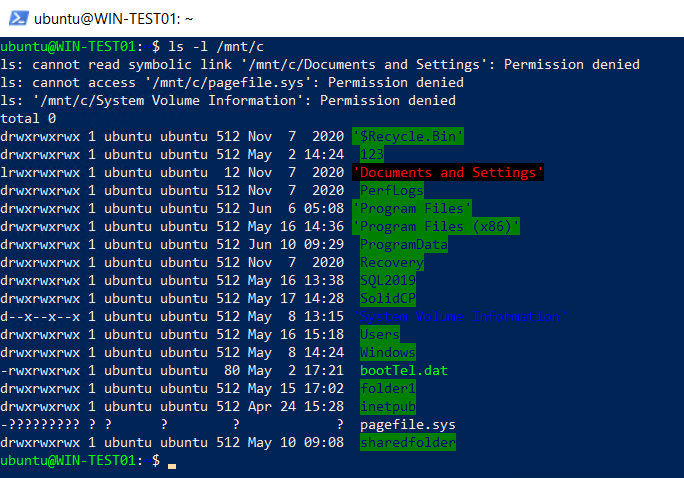 ubuntu@WIN-TEST01: ~
ubuntu@WIN-TEST01: $ ls -l /mnt/c
ls: cannot read symbolic link '/mnt/c/Documents and Settings': Permission denied
ls: cannot access '/mnt/c/pagefile.sys': Permission denied
ls: '/mnt/c/System Volume Information': Permission denied
total 0
drwxrwxrwx 1 ubuntu ubuntu 512 Nov  7  2020 '$Recycle.Bin'
drwxrwxrwx 1 ubuntu ubuntu 512 May  2 14:24  123
lrwxrwxrwx 1 ubuntu ubuntu  12 Nov  7  2020 'Documents and Settings'
drwxrwxrwx 1 ubuntu ubuntu 512 Nov  7  2020  PerfLogs
drwxrwxrwx 1 ubuntu ubuntu 512 Jun  6 05:08 'Program Files'
drwxrwxrwx 1 ubuntu ubuntu 512 May 16 14:36 'Program Files (x86)'
drwxrwxrwx 1 ubuntu ubuntu 512 Jun 10 09:29  ProgramData
drwxrwxrwx 1 ubuntu ubuntu 512 Nov  7  2020  Recovery
drwxrwxrwx 1 ubuntu ubuntu 512 May 16 13:38  SQL2019
drwxrwxrwx 1 ubuntu ubuntu 512 May 17 14:28  SolidCP
d--x--x--x 1 ubuntu ubuntu 512 May  8 13:15 'System Volume Information'
drwxrwxrwx 1 ubuntu ubuntu 512 May 16 15:18  Users
drwxrwxrwx 1 ubuntu ubuntu 512 May  8 14:24  Windows
-rwxrwxrwx 1 ubuntu ubuntu  80 May  2 17:21  bootTel.dat
drwxrwxrwx 1 ubuntu ubuntu 512 May 15 17:02  folder1
drwxrwxrwx 1 ubuntu ubuntu 512 Apr 24 15:28  inetpub
-????????? ? ?      ?        ?            ?  pagefile.sys
drwxrwxrwx 1 ubuntu ubuntu 512 May 10 09:08  sharedfolder
ubuntu@WIN-TEST01: $